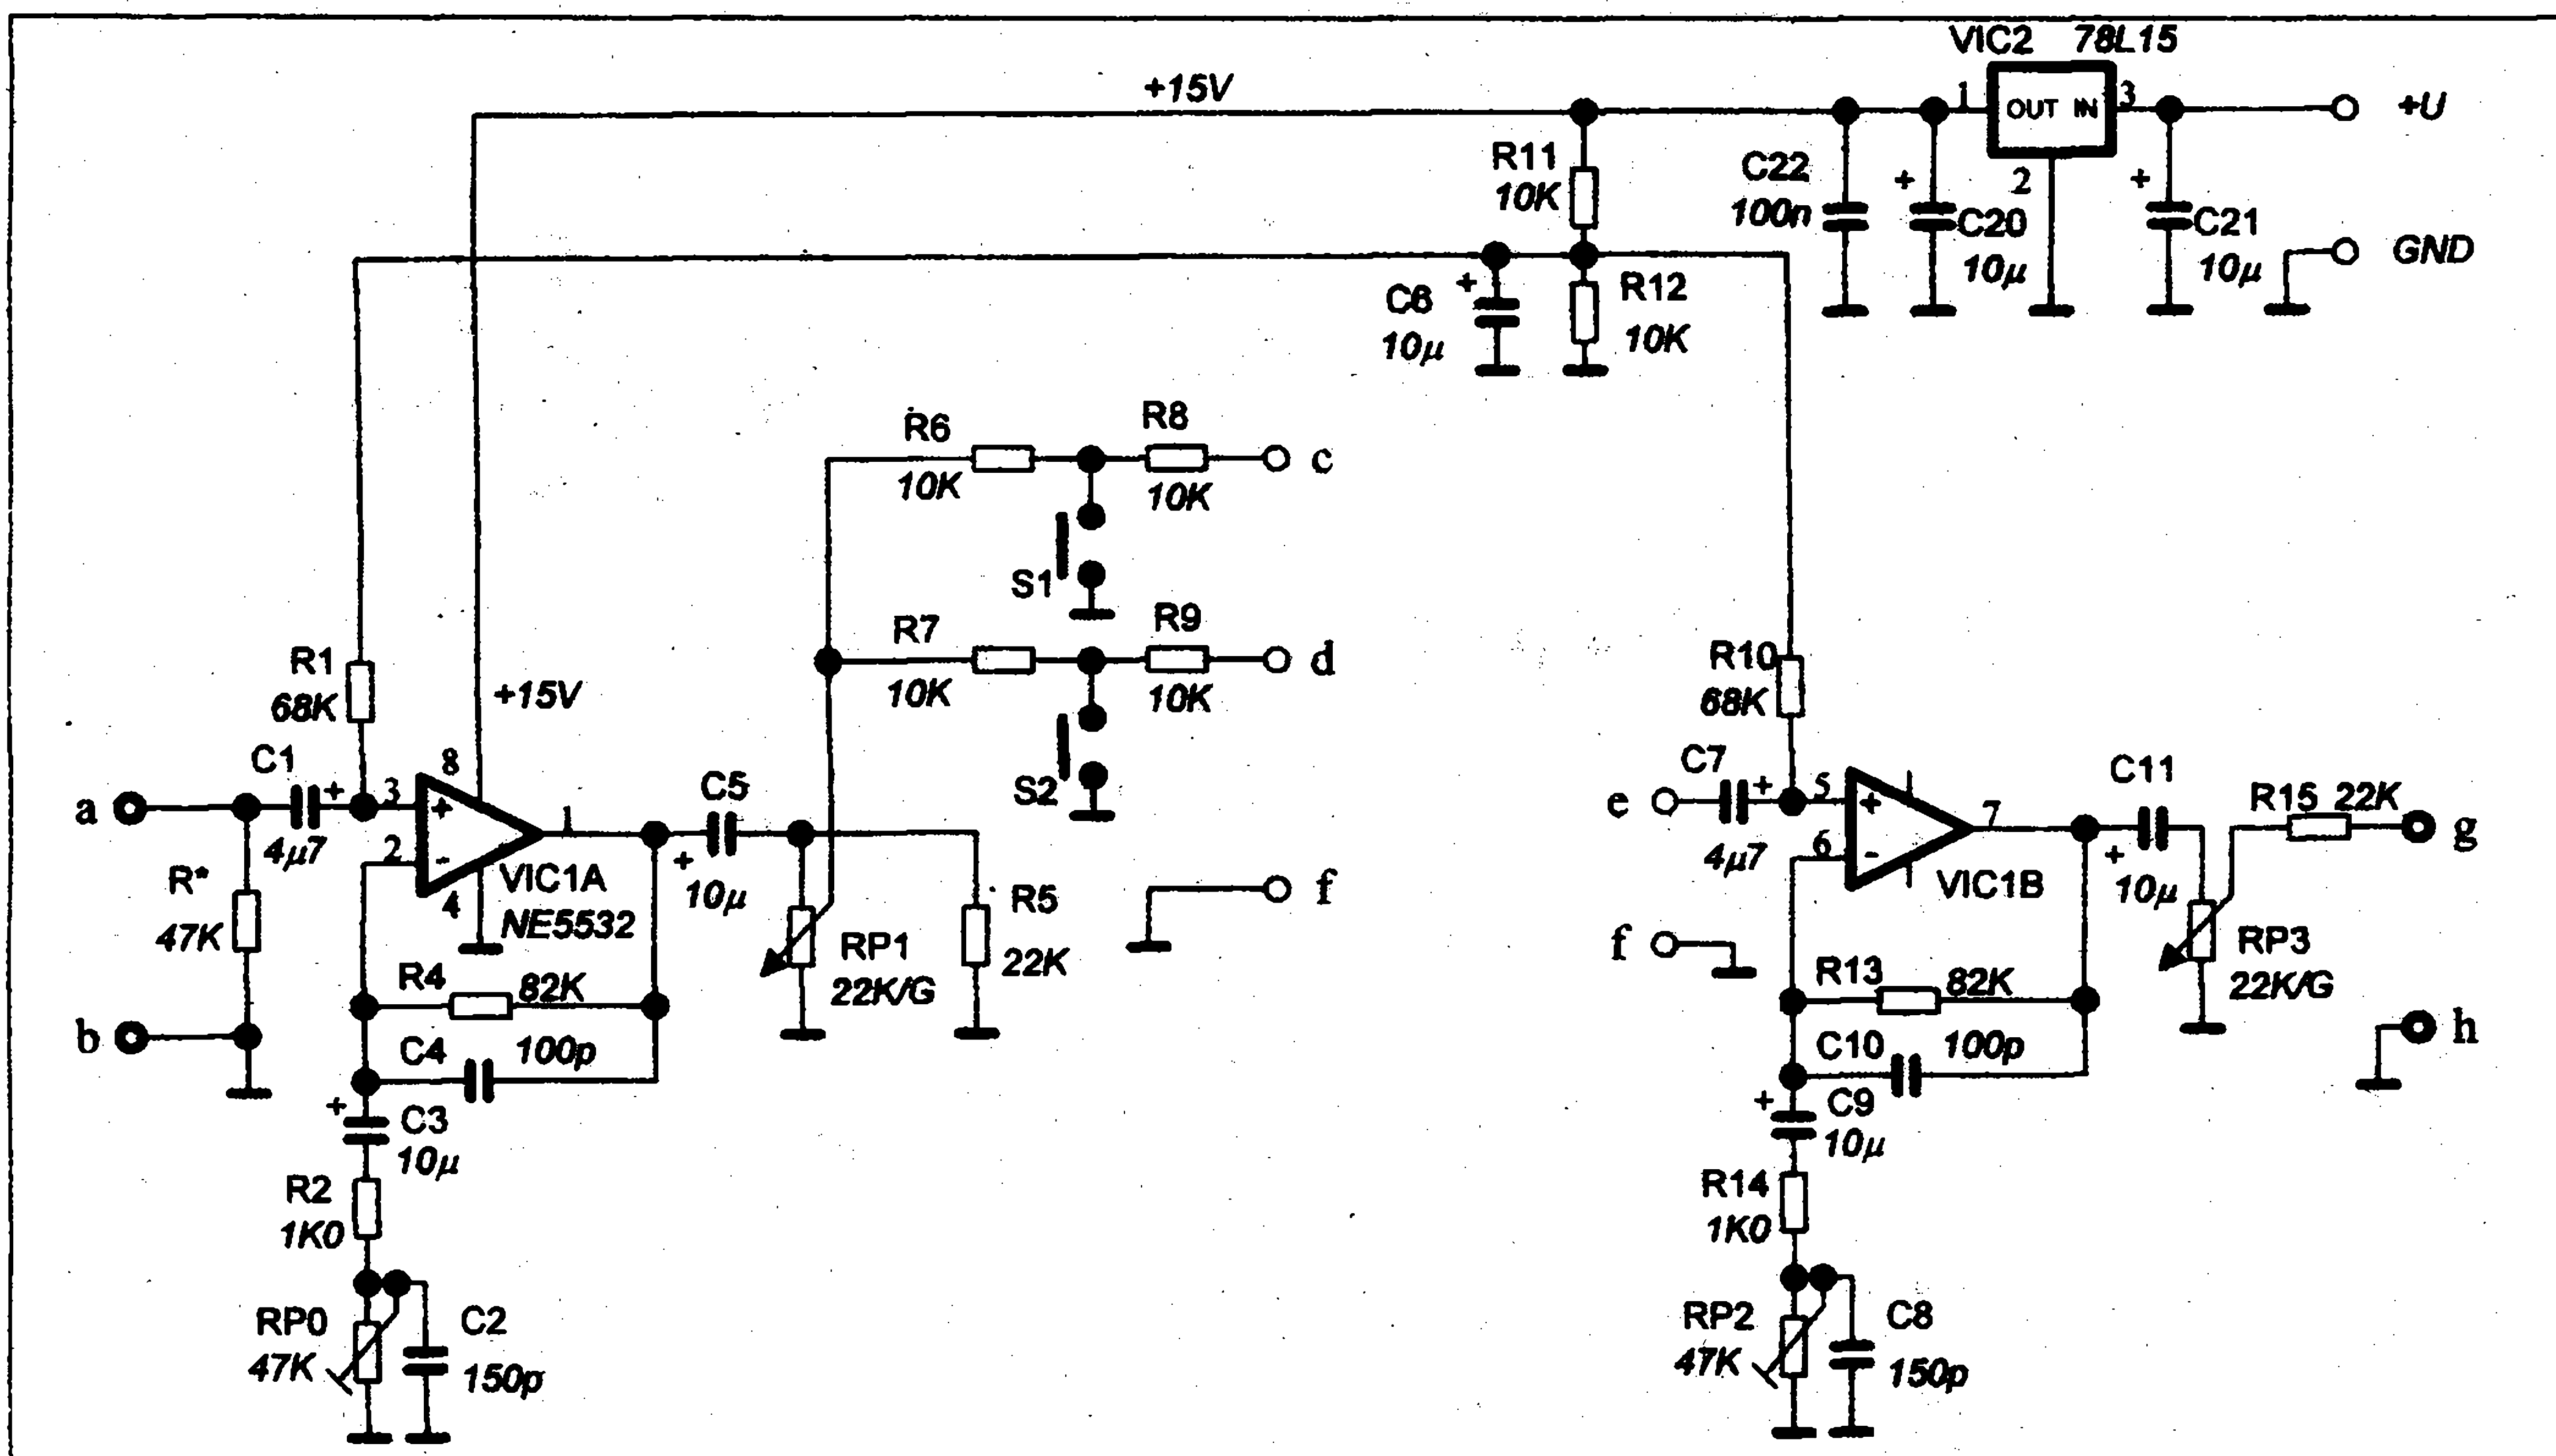 VIC2 78L15
+15V
1 OUT IN 3
+U
R11
10K
C22
100n
+
C20
10µ
2
+
C21
10µ
GND
C6
+
10µ
R12
10K
R6
10K
R8
10K
c
S1
R7
10K
R9
10K
d
S2
R1
68K
+15V
R10
68K
a
C1
+
4µ7
3
8
+
2
-
4
1
VIC1A
NE5532
C5
+
10µ
R*
47K
b
R4
82K
C4
100p
RP1
22K/G
R5
22K
f
+
C3
10µ
R2
1K0
RP0
47K
C2
150p
e
C7
+
4µ7
5
+
6
-
7
VIC1B
C11
+
10µ
R15 22K
g
f
R13
82K
C10
100p
RP3
22K/G
h
+
C9
10µ
R14
1K0
RP2
47K
C8
150p